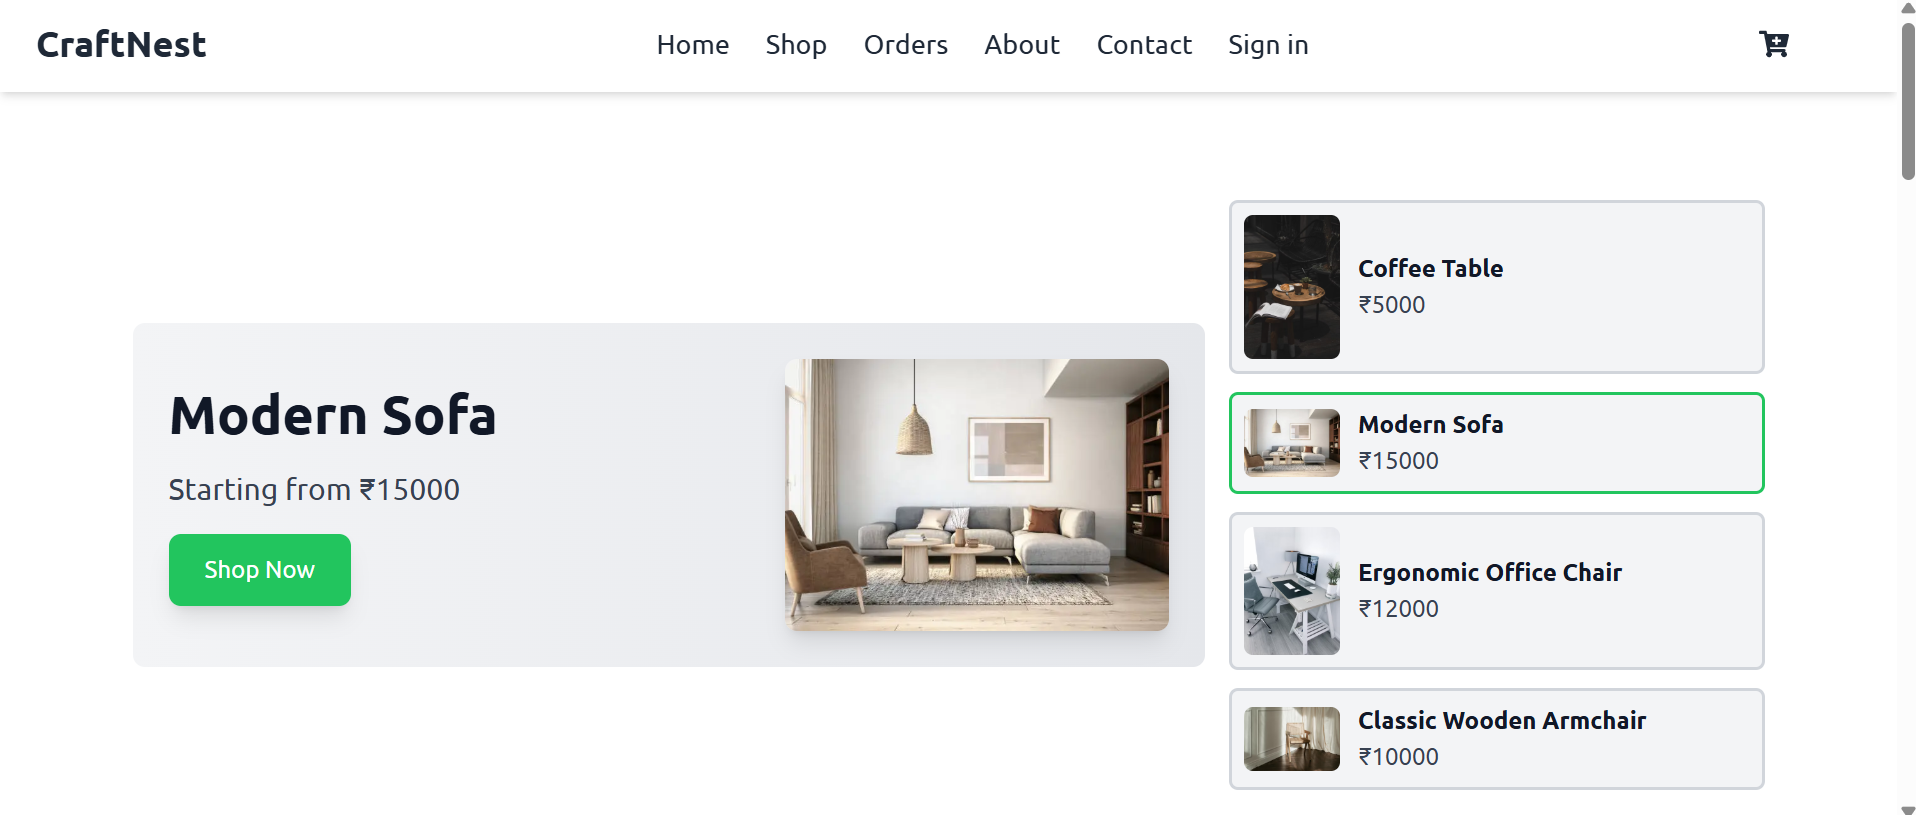 CraftNest
Home
Shop
Orders
About
Contact
Sign in
Modern Sofa
Starting from ₹15000
Shop Now
Coffee Table
₹5000
Modern Sofa
₹15000
Ergonomic Office Chair
₹12000
Classic Wooden Armchair
₹10000